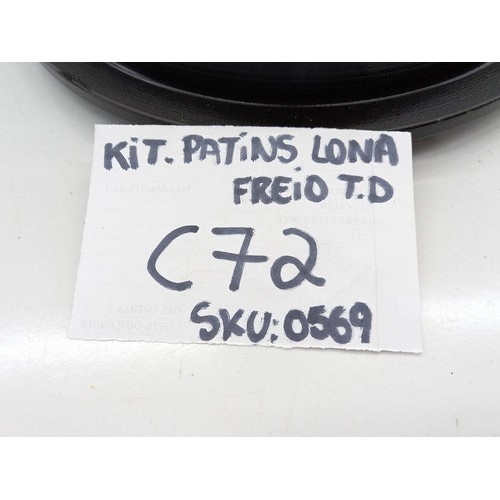 KIT. PATINS LONA
FREIO T.D
C72
SKU: 0569